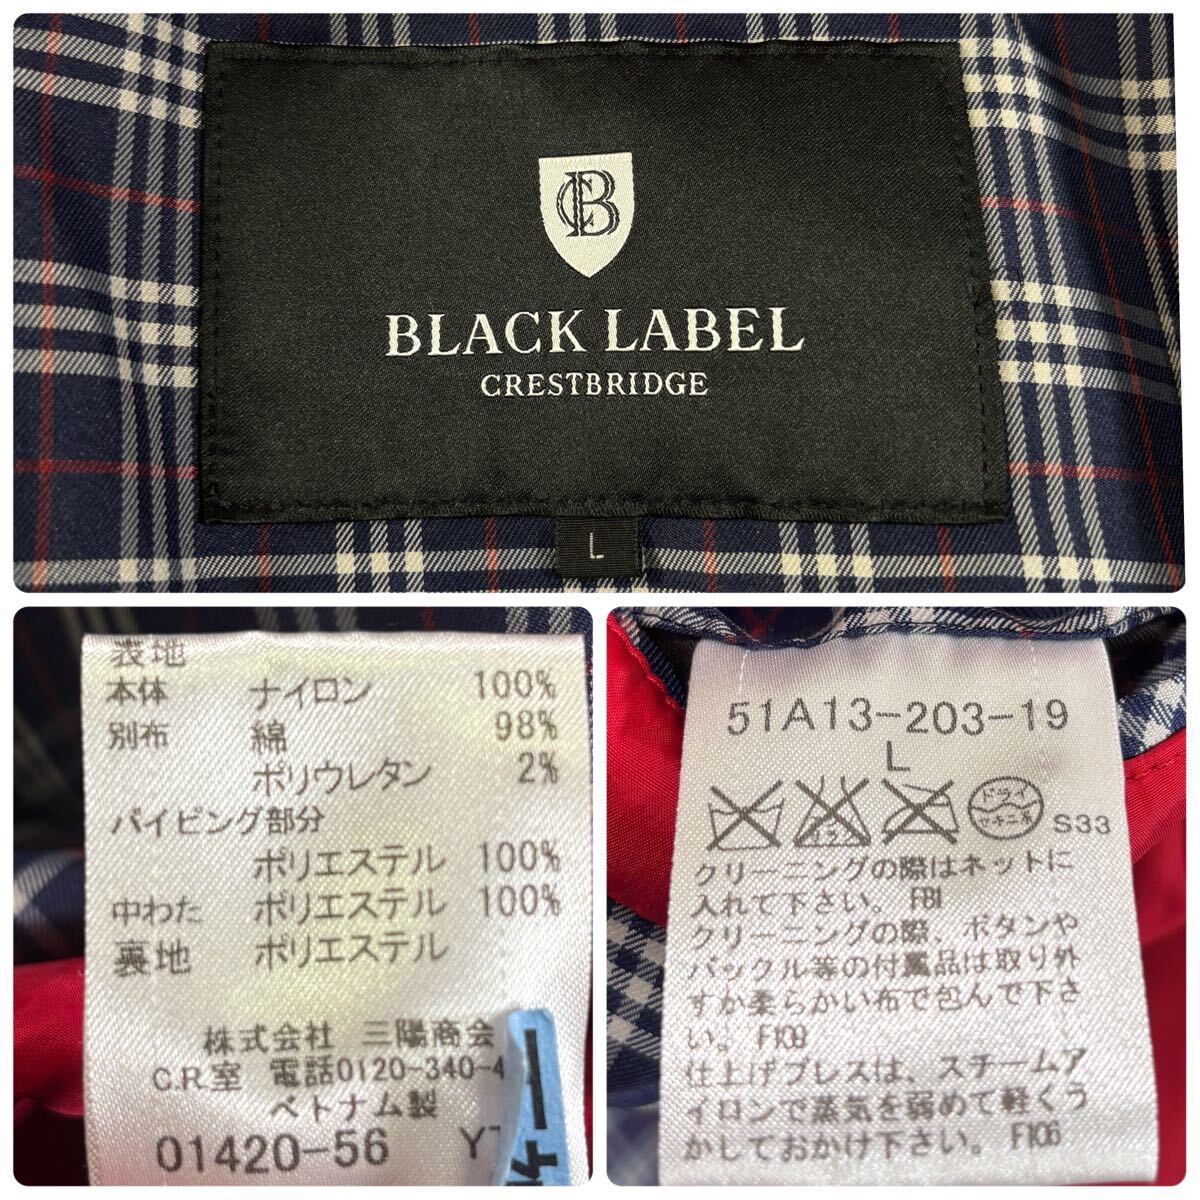 CB
BLACK LABEL
CRESTBRIDGE
L
表地
本体 ナイロン 100%
別布 綿 98%
ポリウレタン 2%
パイピング部分
ポリエステル 100%
中わた ポリエステル 100%
裏地 ポリエステル
株式会社 三陽商会
C.R.室 電話0120-340-4
ベトナム製
01420-56 Y
51A13-203-19
L
ドライ
セキユ系
S33
クリーニングの際はネットに
入れて下さい。 F81
クリーニングの際、ボタンや
バックル等の付属品は取り外
すか柔らかい布で包んで下さ
い。 F109
仕上げプレスは、スチームア
イロンで蒸気を弱めて軽くう
かしておかけ下さい。 F106